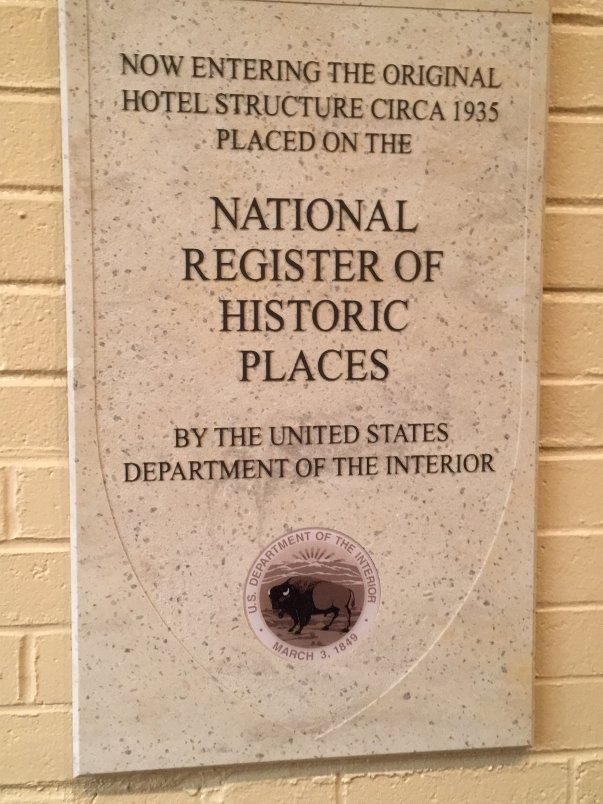 NOW ENTERING THE ORIGINAL
HOTEL STRUCTURE CIRCA 1935
PLACED ON THE
NATIONAL
REGISTER OF
HISTORIC
PLACES
BY THE UNITED STATES
DEPARTMENT OF THE INTERIOR
U.S. DEPARTMENT OF THE INTERIOR
MARCH 3, 1849